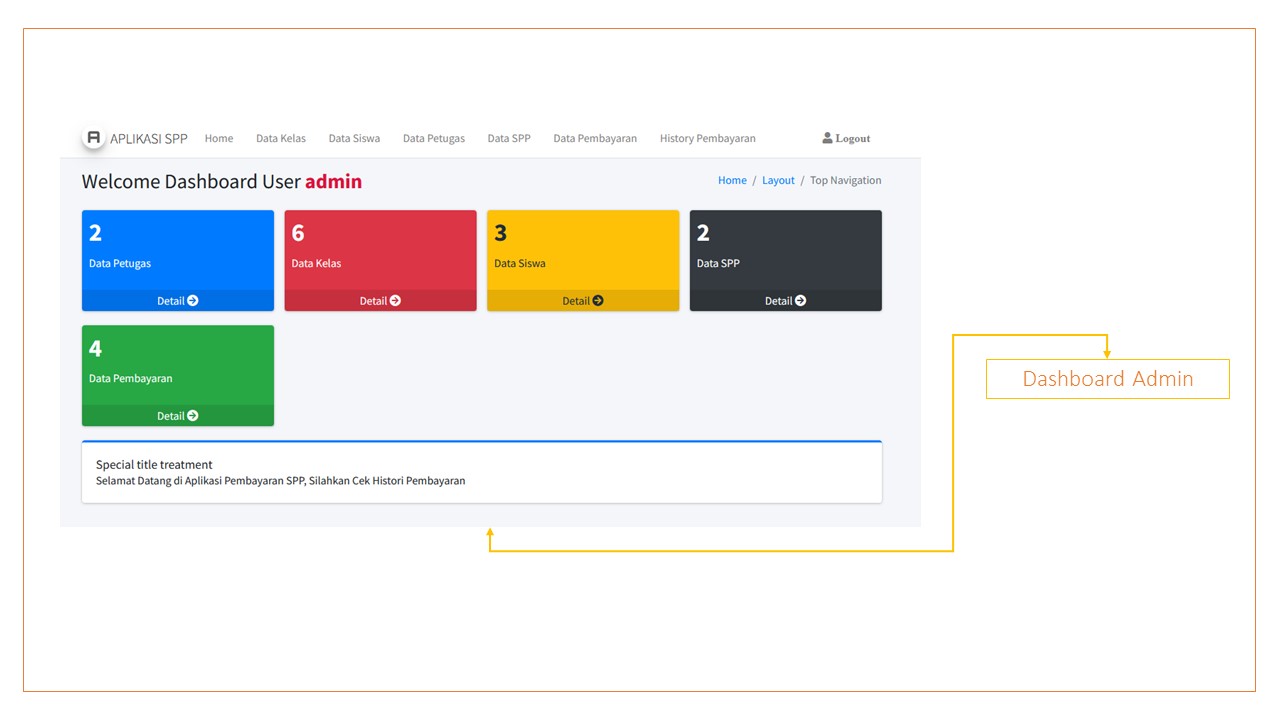 APLIKASI SPP Home Data Kelas Data Siswa Data Petugas Data SPP Data Pembayaran History Pembayaran Logout
Welcome Dashboard User admin
Home / Layout / Top Navigation
2
Data Petugas
Detail
6
Data Kelas
Detail
3
Data Siswa
Detail
2
Data SPP
Detail
4
Data Pembayaran
Detail
Special title treatment
Selamat Datang di Aplikasi Pembayaran SPP, Silahkan Cek Histori Pembayaran
Dashboard Admin